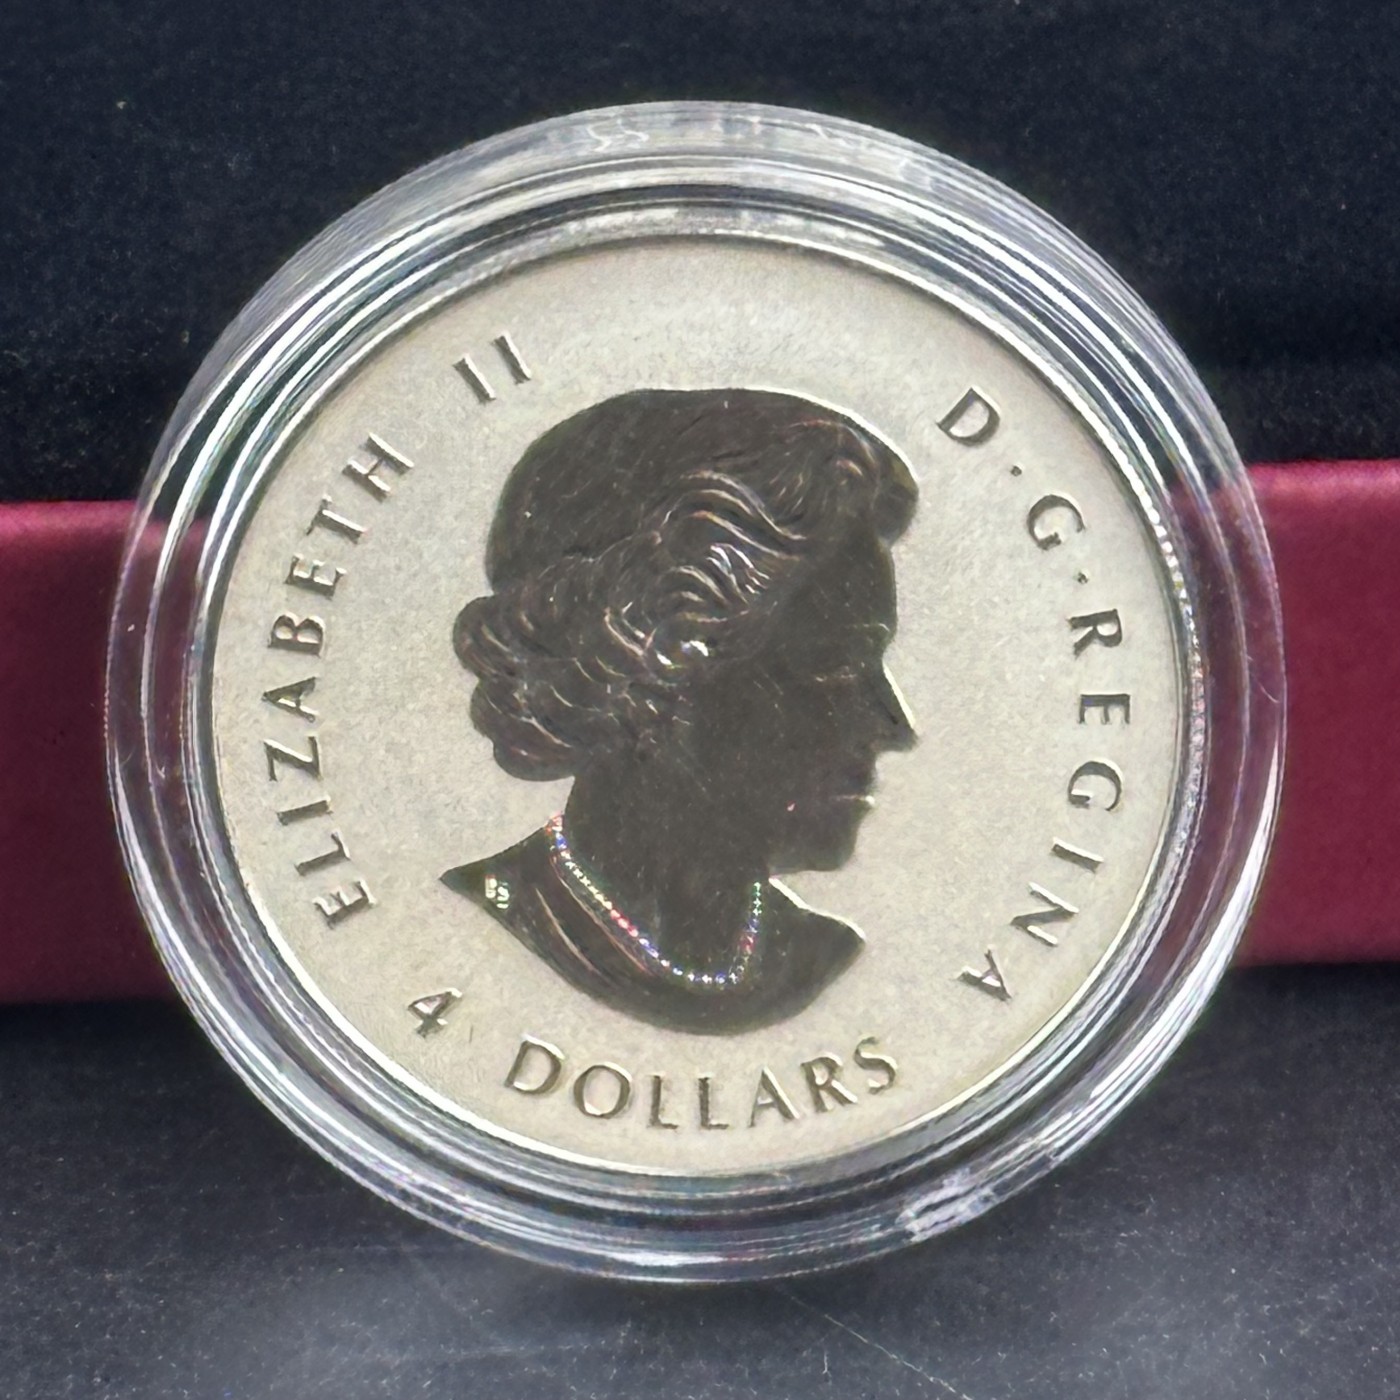 ELIZABETH II
D·G·REGINA
4 DOLLARS